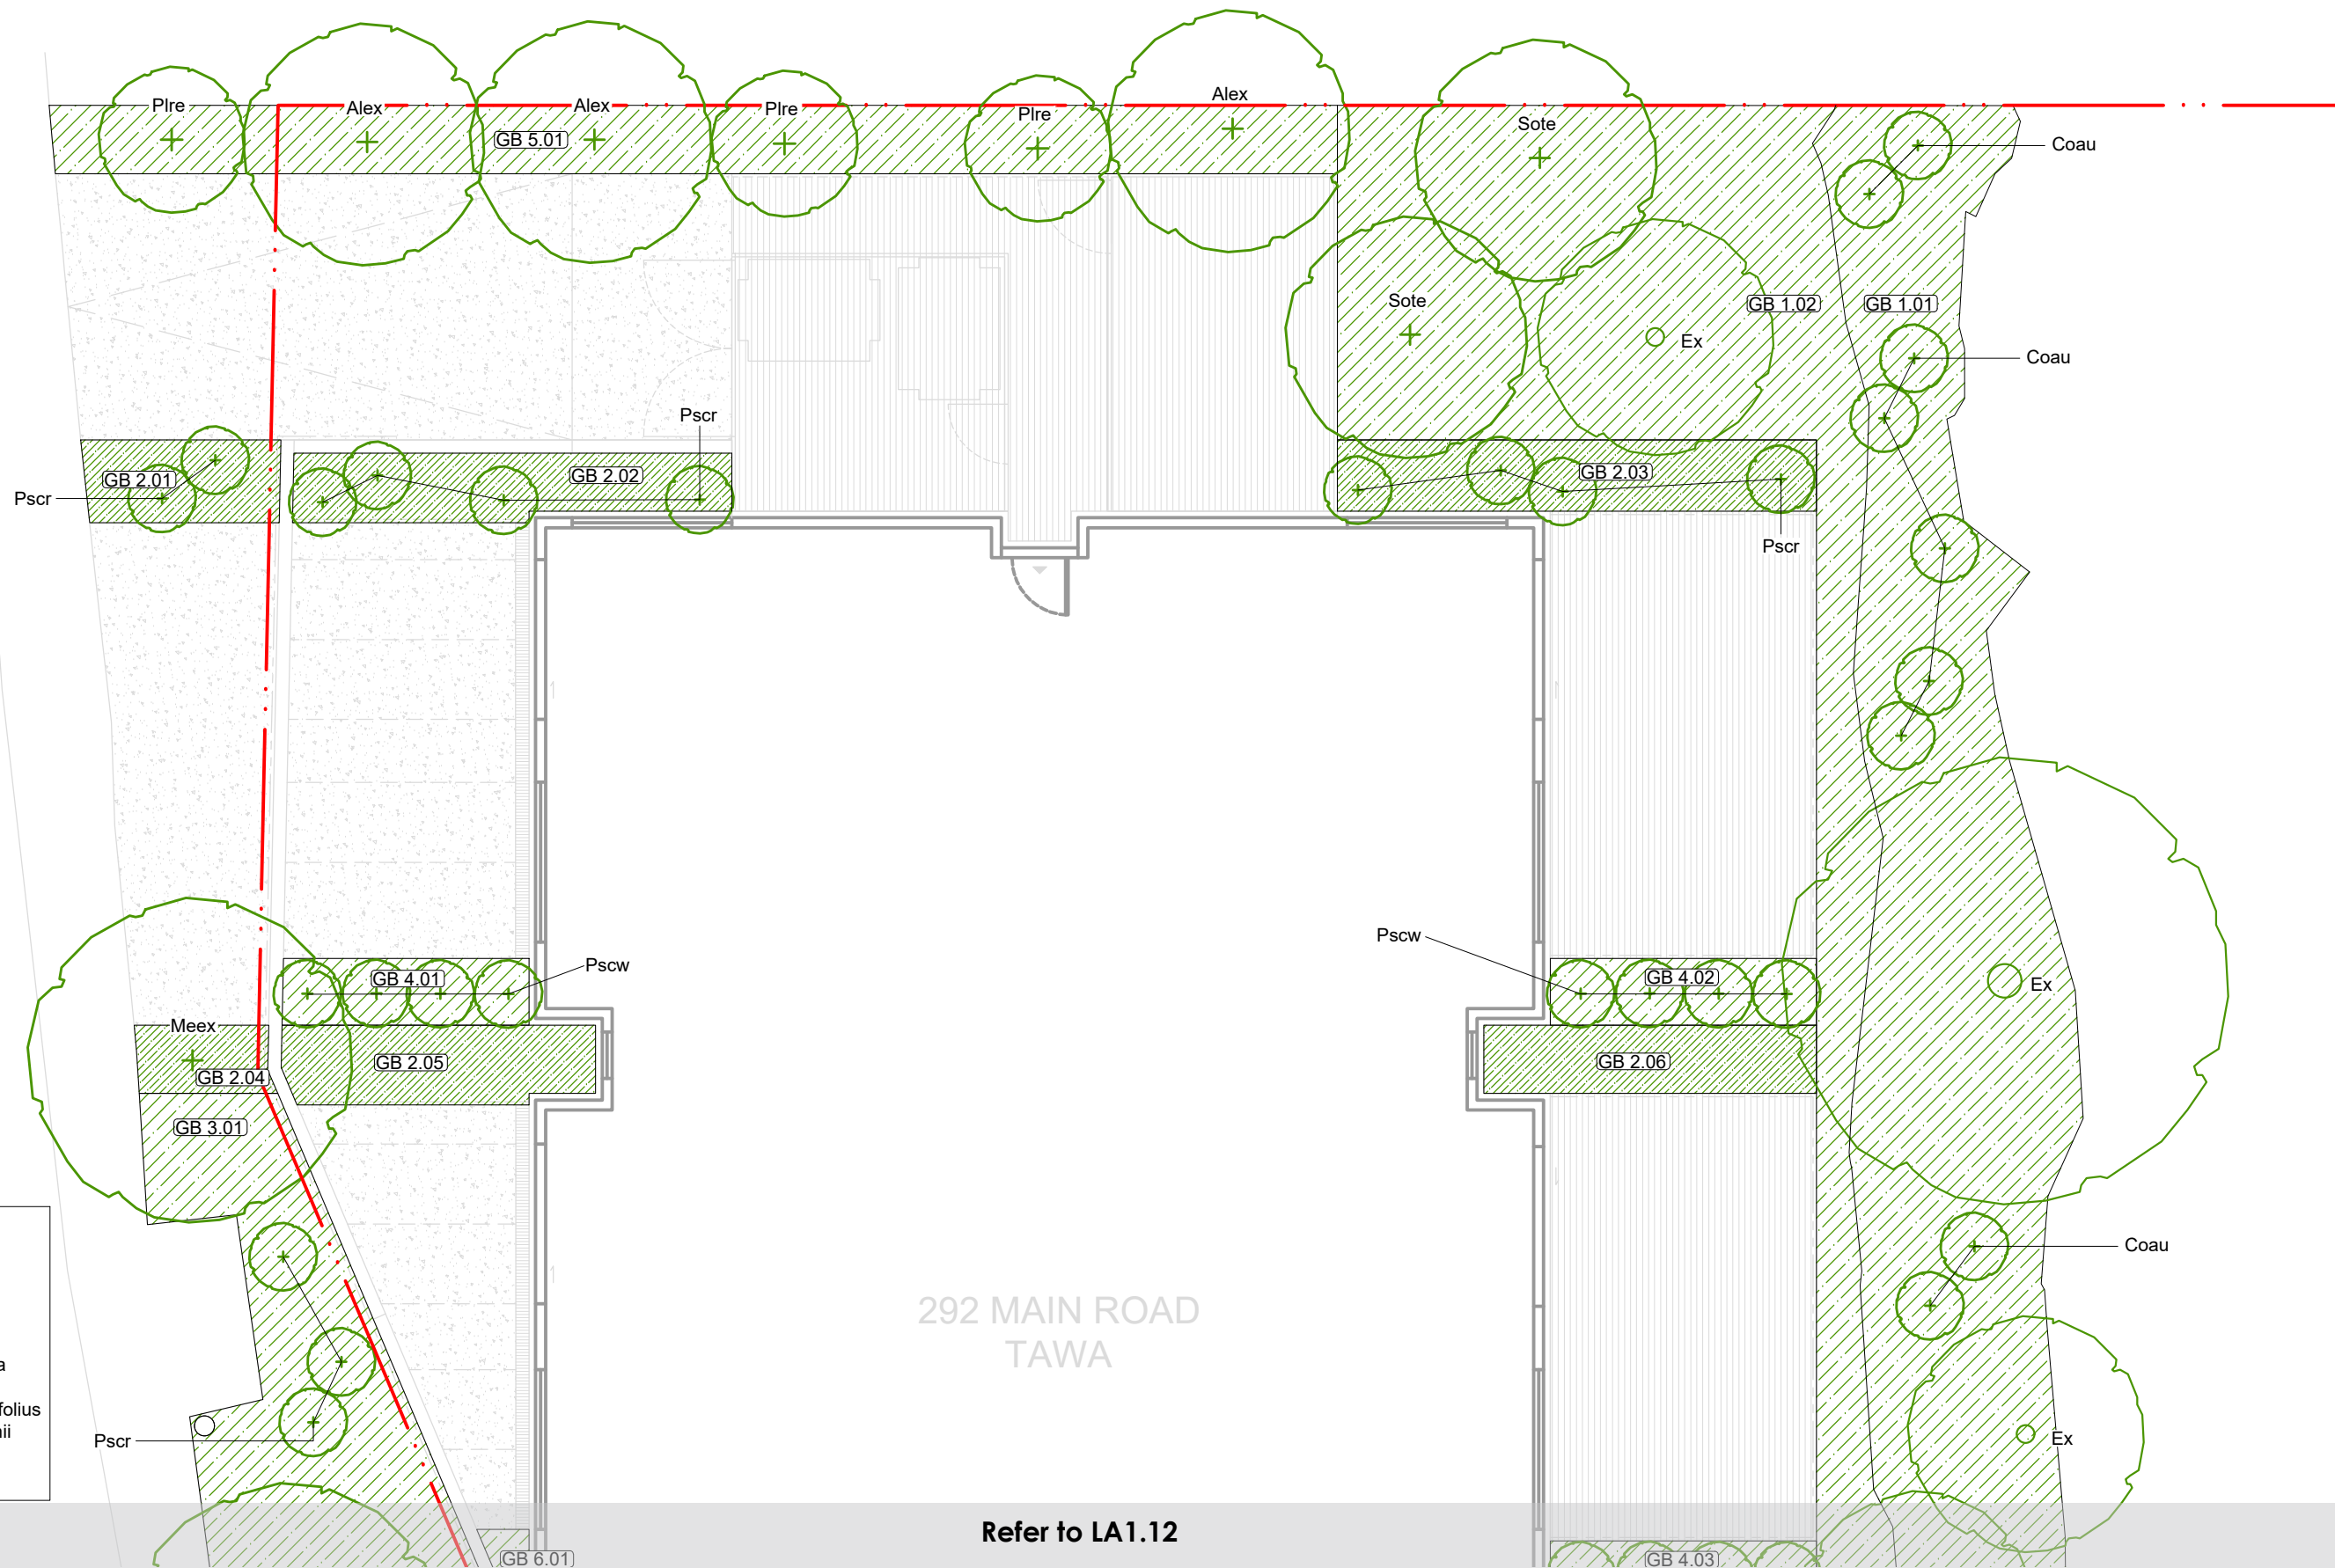 Plre
Alex
Alex
Plre
Plre
Alex
Sote
Coau
GB 5.01
Sote
GB 1.02
GB 1.01
Ex
Coau
Pscr
GB 2.01
GB 2.02
GB 2.03
Pscr
Pscr
Pscw
Pscw
GB 4.01
GB 4.02
Ex
Meex
GB 2.04
GB 2.05
GB 2.06
GB 3.01
Coau
292 MAIN ROAD
TAWA
a
folius
Pscr
Ex
Refer to LA1.12
GB 6.01
GB 4.03